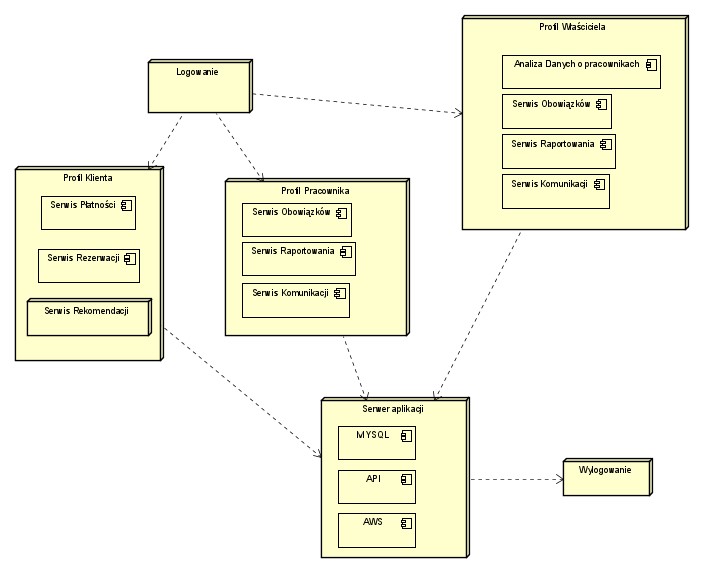 Profil Właściciela
Analiza Danych o pracownikach
Serwis Obowiązków
Serwis Raportowania
Serwis Komunikacji
Logowanie
Profil Klienta
Serwis Płatności
Serwis Rezerwacji
Serwis Rekomendacji
Profil Pracownika
Serwis Obowiązków
Serwis Raportowania
Serwis Komunikacji
Serwer aplikacji
MYSQL
API
AWS
Wylogowanie